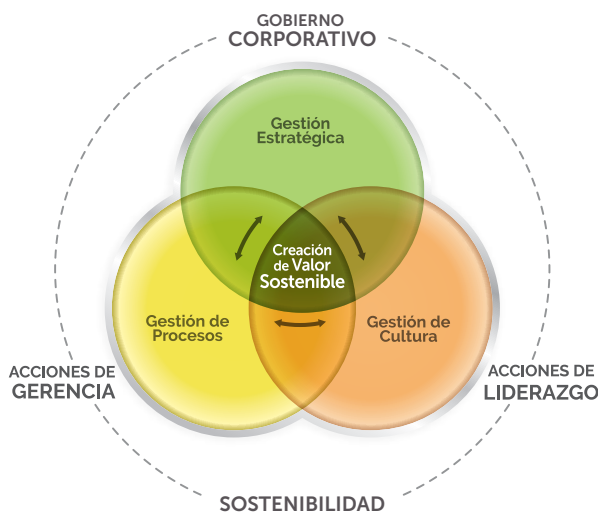 GOBIERNO
CORPORATIVO
Gestión
Estratégica
Creación
de Valor
Sostenible
Gestión de
Procesos
Gestión de
Cultura
ACCIONES DE
GERENCIA
ACCIONES DE
LIDERAZGO
SOSTENIBILIDAD